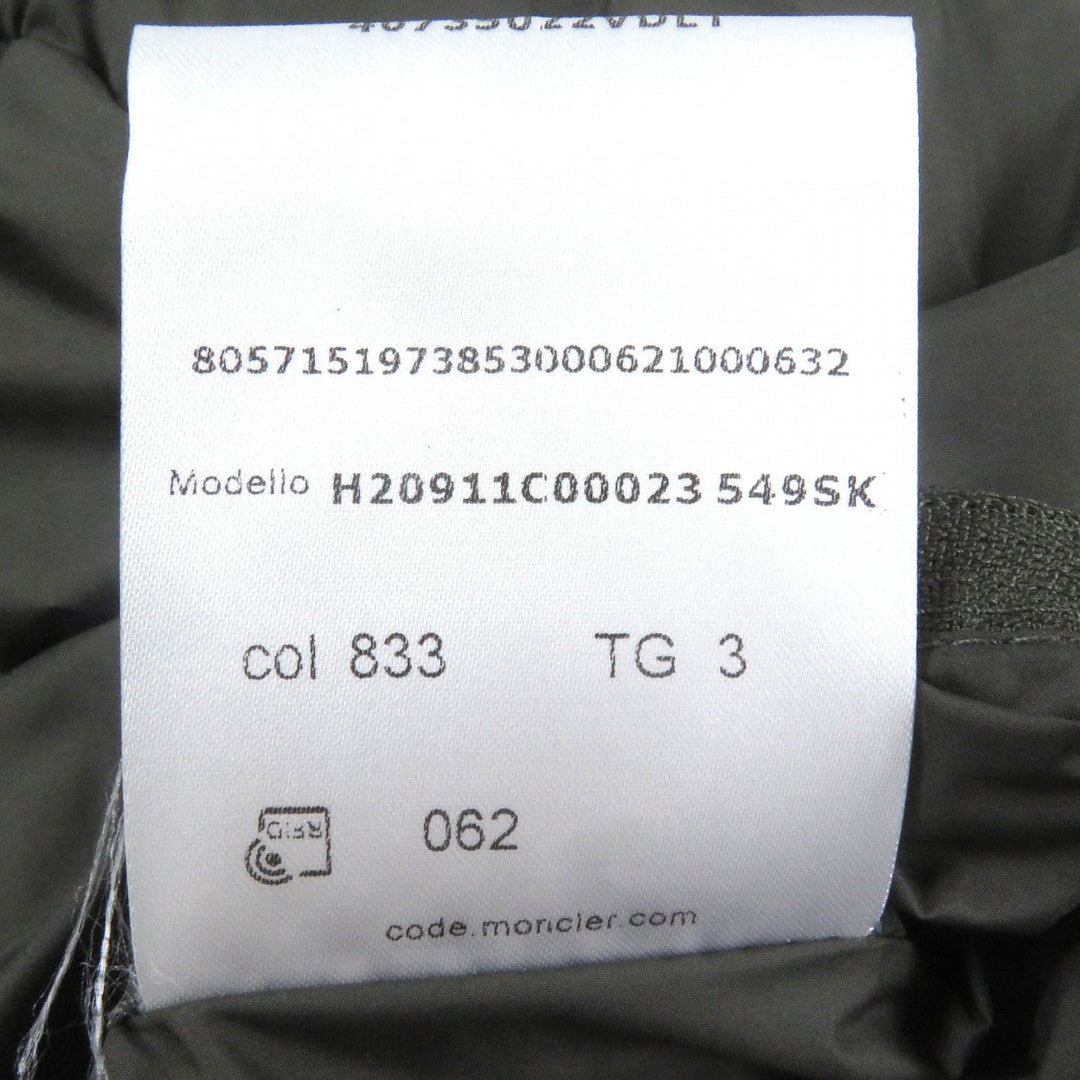 8057151973853000621000632
Modello H20911C00023 549SK
col 833 TG 3
RFID 062
code.moncler.com